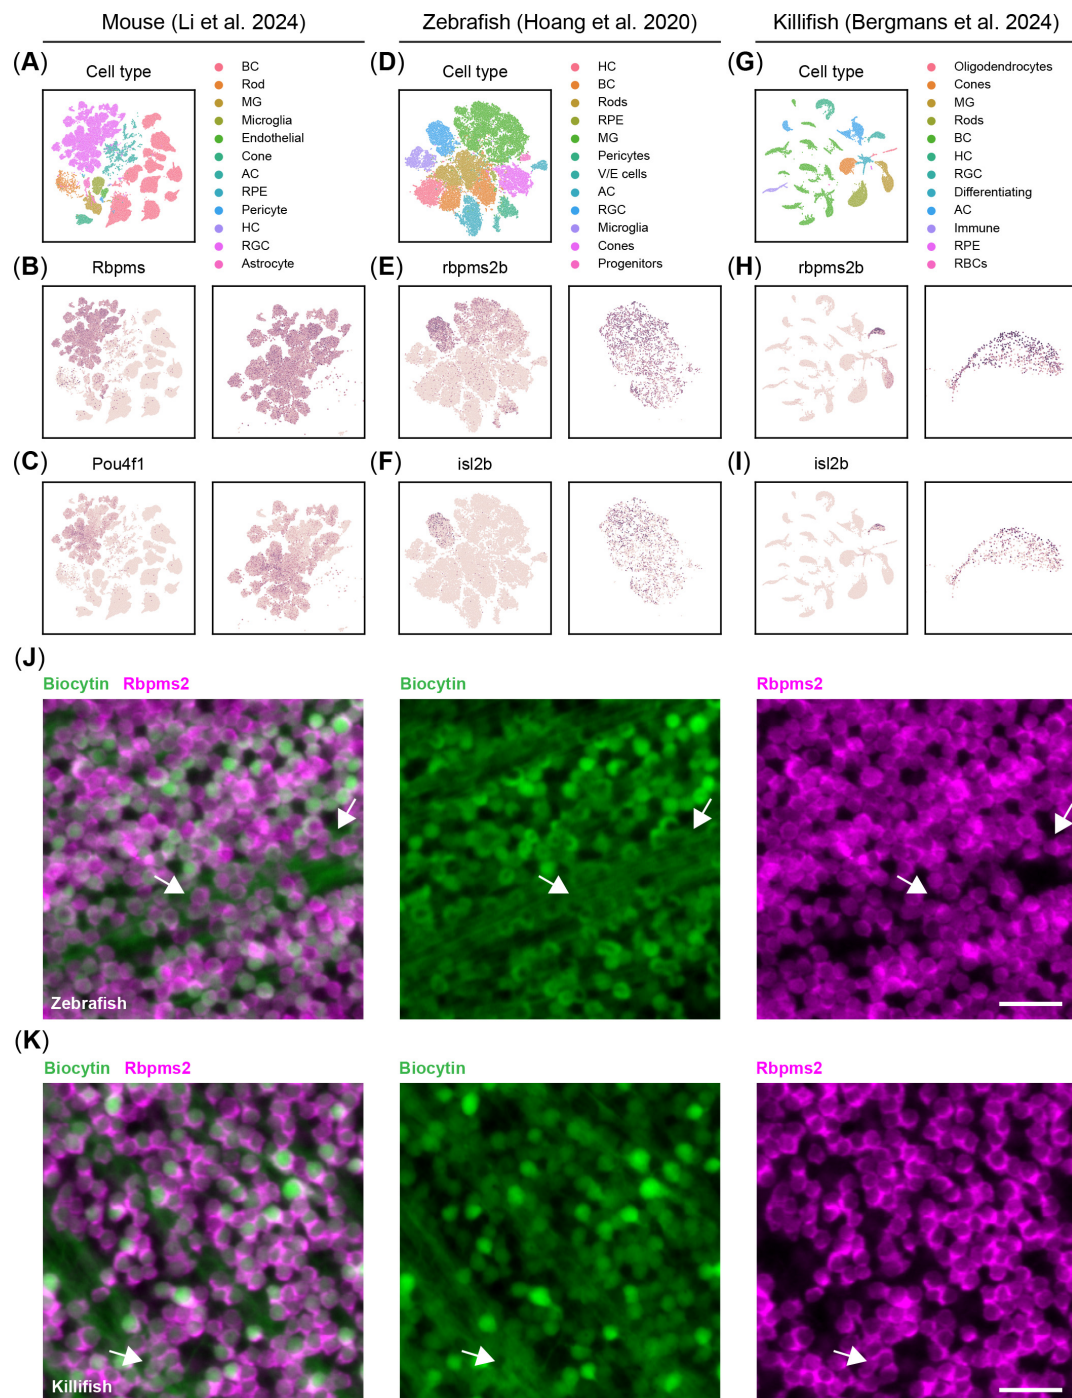 Mouse (Li et al. 2024)
Zebrafish (Hoang et al. 2020)
Killifish (Bergmans et al. 2024)
(A)
Cell type
BC
Rod
MG
Microglia
Endothelial
Cone
AC
RPE
Pericyte
HC
RGC
Astrocyte
(D)
Cell type
HC
BC
Rods
RPE
MG
Pericytes
V/E cells
AC
RGC
Microglia
Cones
Progenitors
(G)
Cell type
Oligodendrocytes
Cones
MG
Rods
BC
HC
RGC
Differentiating
AC
Immune
RPE
RBCs
(B)
Rbpms
(E)
rbpms2b
(H)
rbpms2b
(C)
Pou4f1
(F)
isl2b
(I)
isl2b
(J)
Biocytin Rbpms2
Biocytin
Rbpms2
Zebrafish
(K)
Biocytin Rbpms2
Biocytin
Rbpms2
Killifish